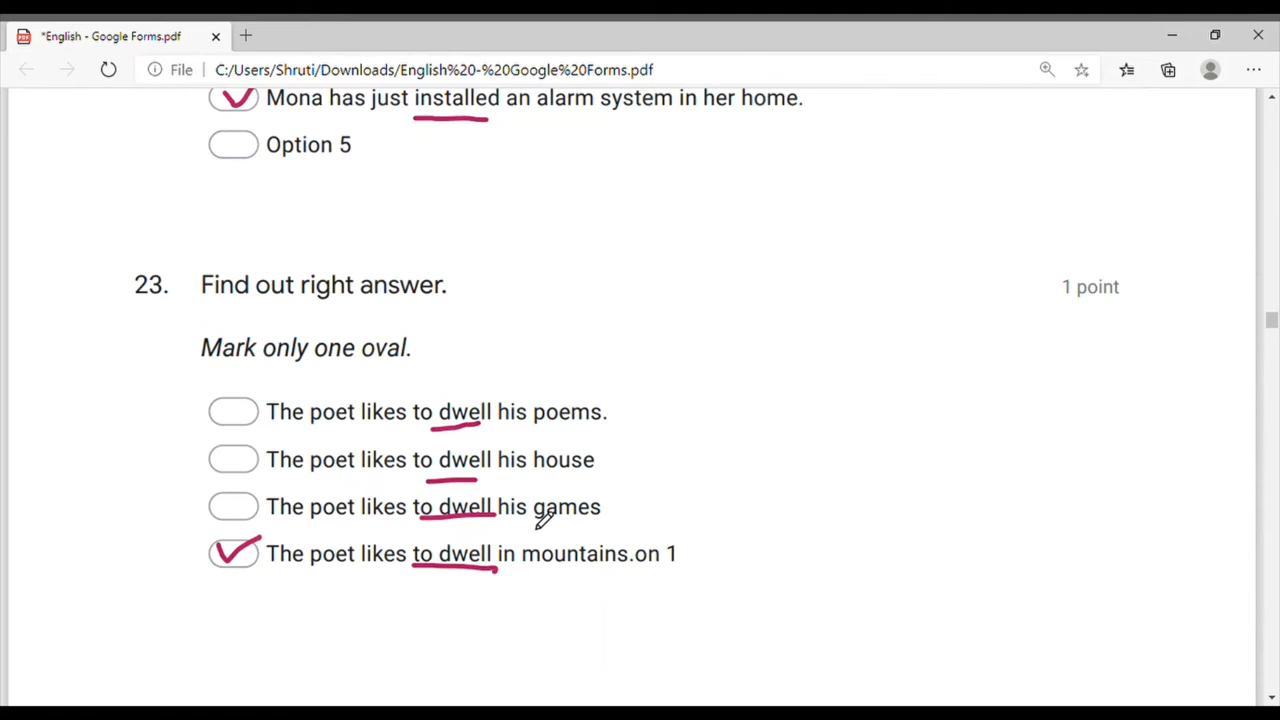 *English - Google Forms.pdf
File C:/Users/Shruti/Downloads/English%20-%20Google%20Forms.pdf
Mona has just installed an alarm system in her home.
Option 5
23. Find out right answer. 1 point
Mark only one oval.
The poet likes to dwell his poems.
The poet likes to dwell his house
The poet likes to dwell his games
The poet likes to dwell in mountains.on 1